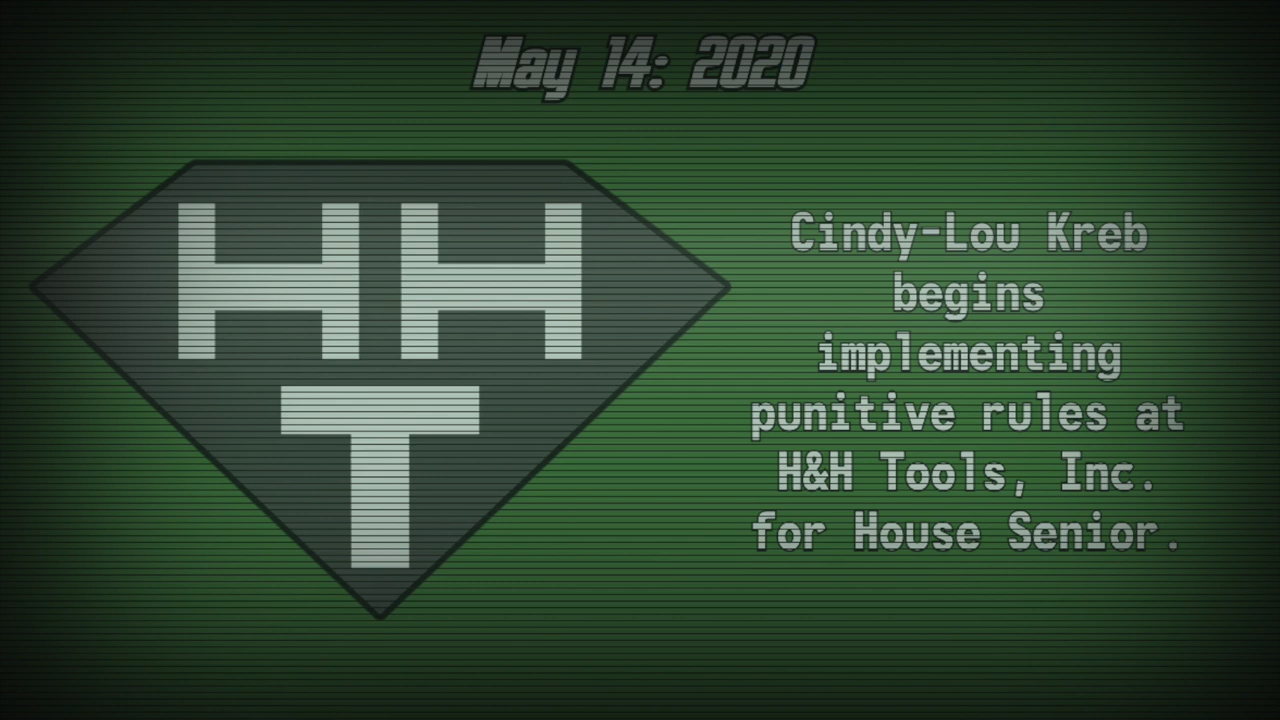 May 14: 2020
HH
T
Cindy-Lou Kreb
begins
implementing
punitive rules at
H&H Tools, Inc.
for House Senior.